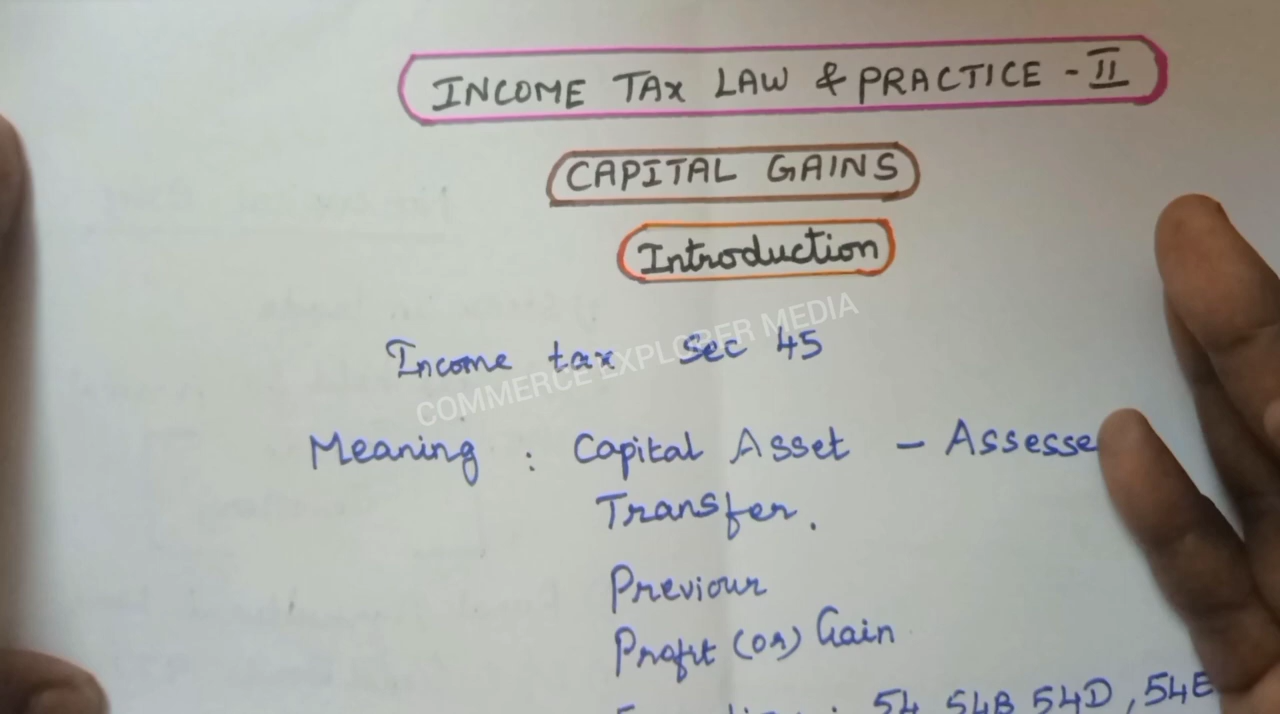 INCOME TAX LAW & PRACTICE - II
CAPITAL GAINS
Introduction
Income tax Sec 45
COMMERCE EXPLORER MEDIA
Meaning : Capital Asset - Assesse
Transfer.
Previour
Profit (or) Gain
: 54 54B 54D, 54E